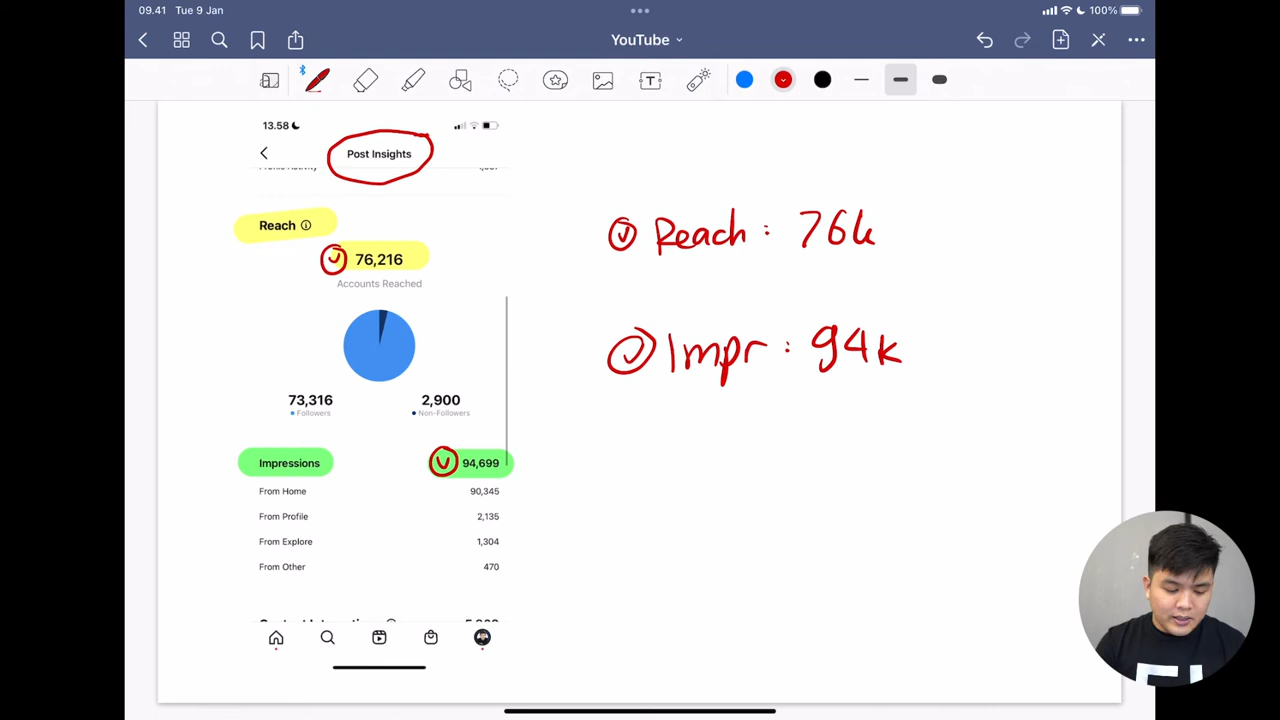 09.41 Tue 9 Jan
100%
YouTube
13.58
Post Insights
Reach
76,216
Accounts Reached
73,316
Followers
2,900
Non-Followers
Impressions 94,699
From Home 90,345
From Profile 2,135
From Explore 1,304
From Other 470
Reach : 76k
Impr : 94k